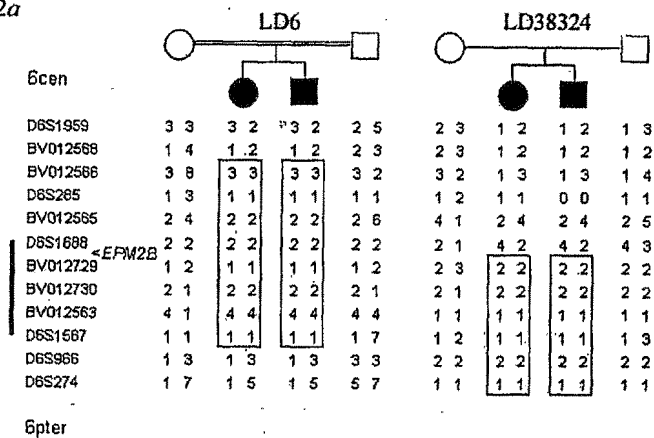 2a
LD6 LD38324
6cen
D6S1959 3 3 3 2 3 2 2 5 2 3 1 2 1 2 1 3
BV012568 1 4 1 2 1 2 2 3 2 3 1 2 1 2 1 2
BV012566 3 8 3 3 3 3 3 2 3 2 1 3 1 3 1 4
D6S285 1 3 1 1 1 1 1 1 1 2 1 1 0 0 1 1
BV012565 2 4 2 2 2 2 2 6 4 1 2 4 2 4 2 5
D6S1688 2 2 2 2 2 2 2 2 2 1 4 2 4 2 4 3
EPM2B
BV012729 1 2 1 1 1 1 1 2 2 3 2 2 2 2 2 2
BV012730 2 1 2 2 2 2 2 1 2 1 2 2 2 2 2 2
BV012563 4 1 4 4 4 4 4 4 1 1 1 1 1 1 1 1
D6S1567 1 1 1 1 1 1 1 7 1 2 1 1 1 1 1 3
D6S966 1 3 1 3 1 3 3 3 2 2 2 2 2 2 2 2
D6S274 1 7 1 5 1 5 5 7 1 1 1 1 1 1 1 1
6pter